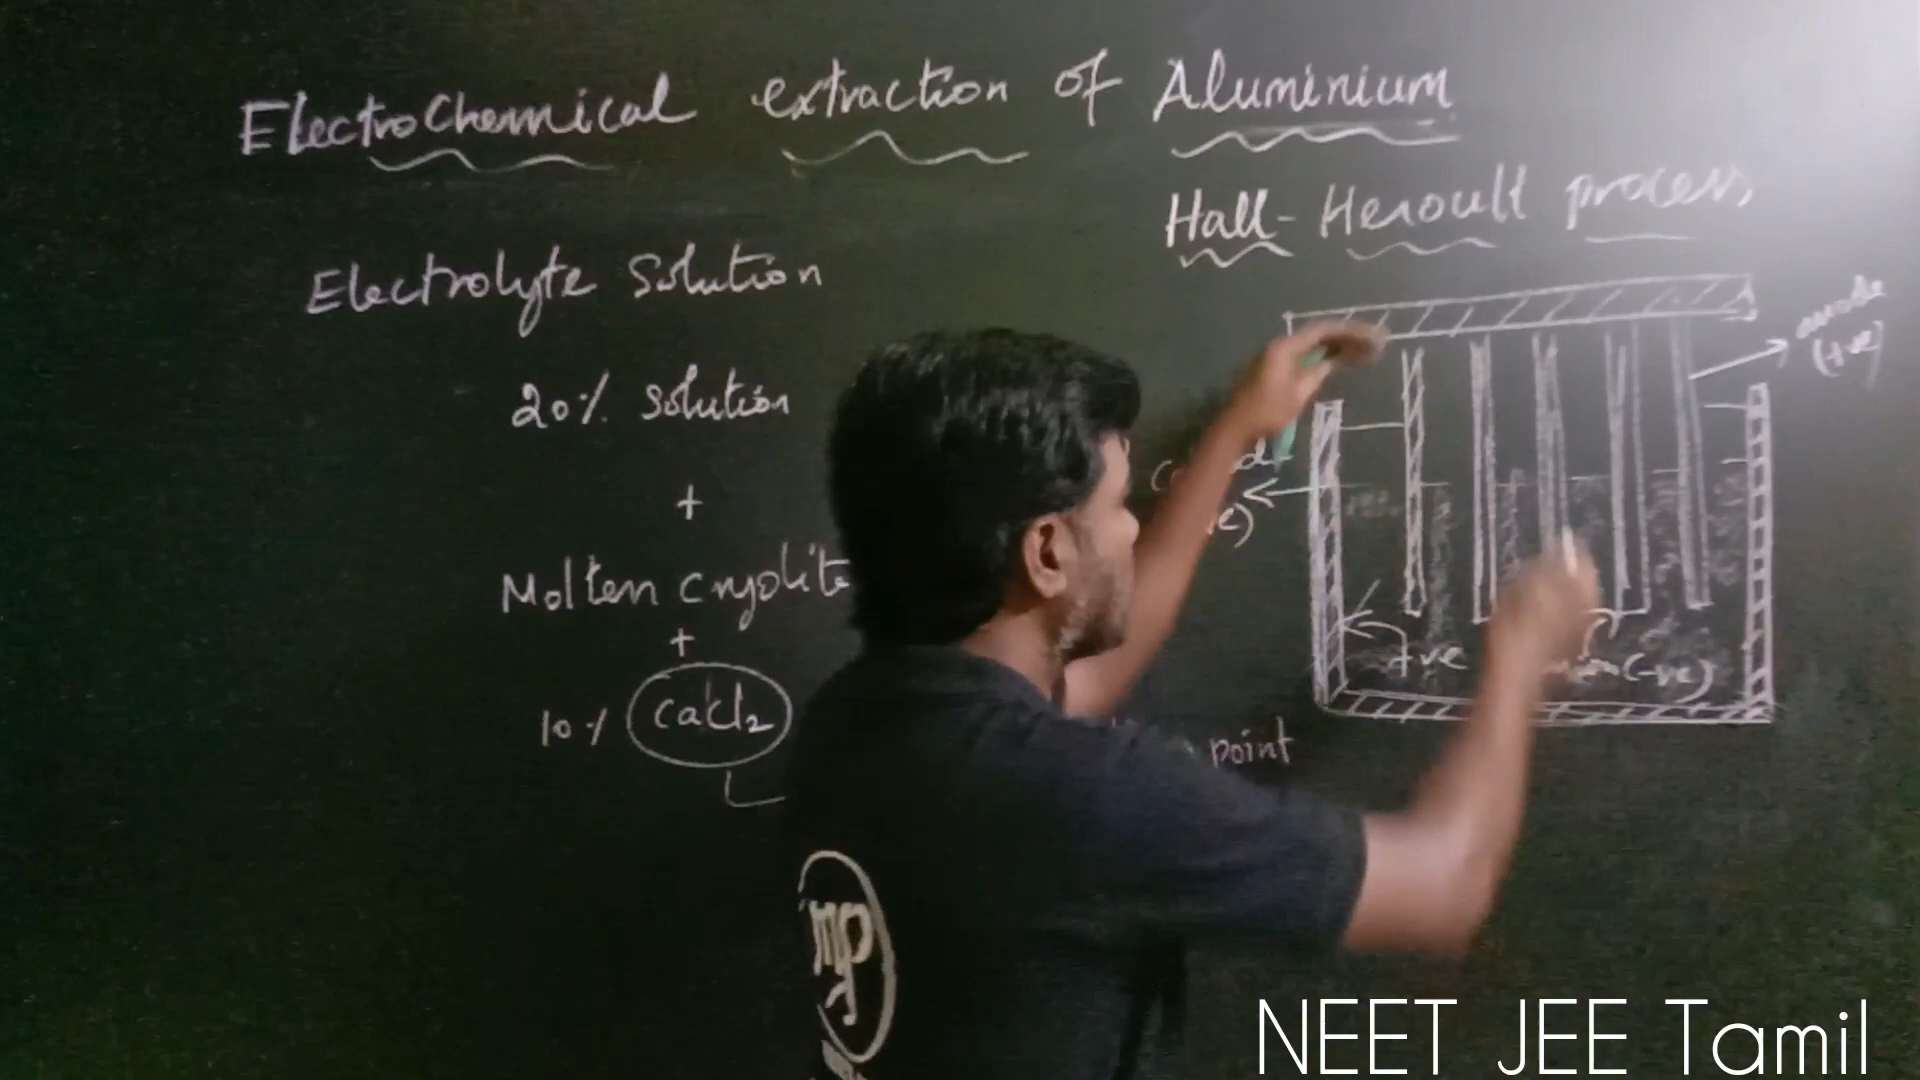 ElectroChemical extraction of Aluminium
Hall-Heroult process
Electrolyte Solution
20% Solution
+
Molten cryolite
+
10% CaCl2
point
anode
(+ve)
+ve
(-ve)
NEET JEE Tamil